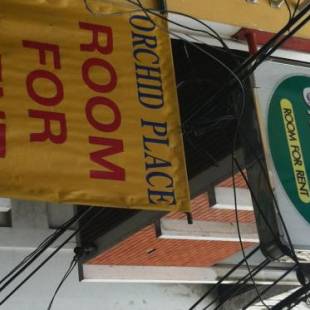 ORCHID PLACE
ROOM
FOR
ROOM FOR RENT